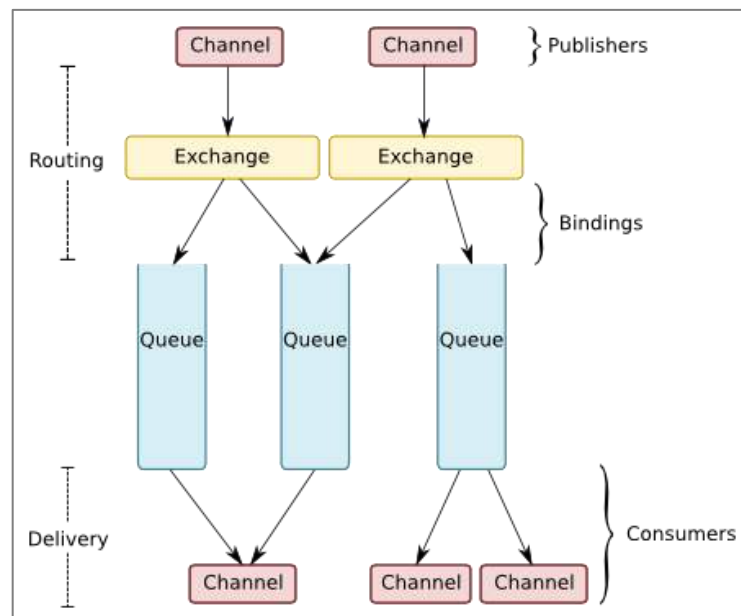 Channel
Channel
Publishers
Routing
Exchange
Exchange
Bindings
Queue
Queue
Queue
Delivery
Consumers
Channel
Channel
Channel